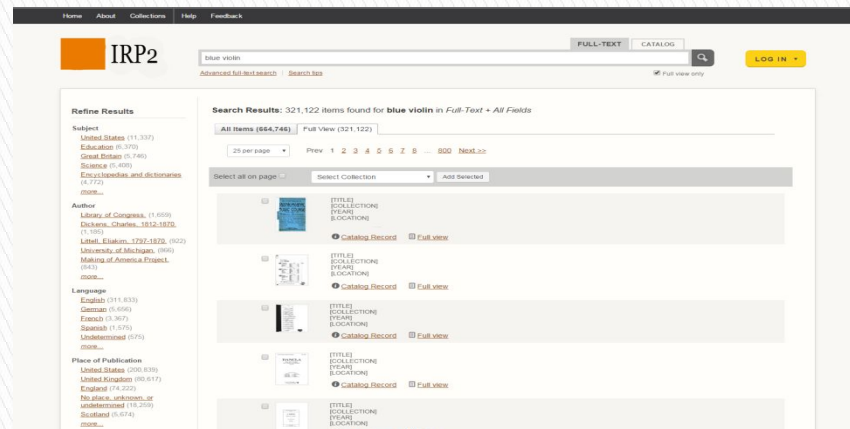 Home About Collections Help Feedback
IRP2
FULL-TEXT CATALOG
blue violin
LOG IN
Advanced full-text search Search tips
Full view only
Refine Results
Subject
United States (11,337)
Education (6,370)
Great Britain (5,746)
Science (5,409)
Encyclopedias and dictionaries
(4,772)
more...
Author
Library of Congress. (1,659)
Dickens, Charles, 1812-1870.
(1,185)
Littell, Eliakim, 1797-1870. (922)
University of Michigan. (906)
Making of America Project.
(843)
more...
Language
English (311,833)
German (5,656)
French (3,367)
Spanish (1,575)
Undetermined (575)
more...
Place of Publication
United States (200,839)
United Kingdom (80,617)
England (74,222)
No place, unknown, or
undetermined (18,259)
Scotland (5,674)
more...
Search Results: 321,122 items found for blue violin in Full-Text + All Fields
All Items (664,746) Full View (321,122)
25 per page Prev 1 2 3 4 5 6 7 8 ... 800 Next >>
Select all on page Select Collection Add Selected
[TITLE]
[COLLECTION]
[YEAR]
[LOCATION]
Catalog Record Full view
[TITLE]
[COLLECTION]
[YEAR]
[LOCATION]
Catalog Record Full view
[TITLE]
[COLLECTION]
[YEAR]
[LOCATION]
Catalog Record Full view
[TITLE]
[COLLECTION]
[YEAR]
[LOCATION]
Catalog Record Full view
[TITLE]
[COLLECTION]
[YEAR]
[LOCATION]